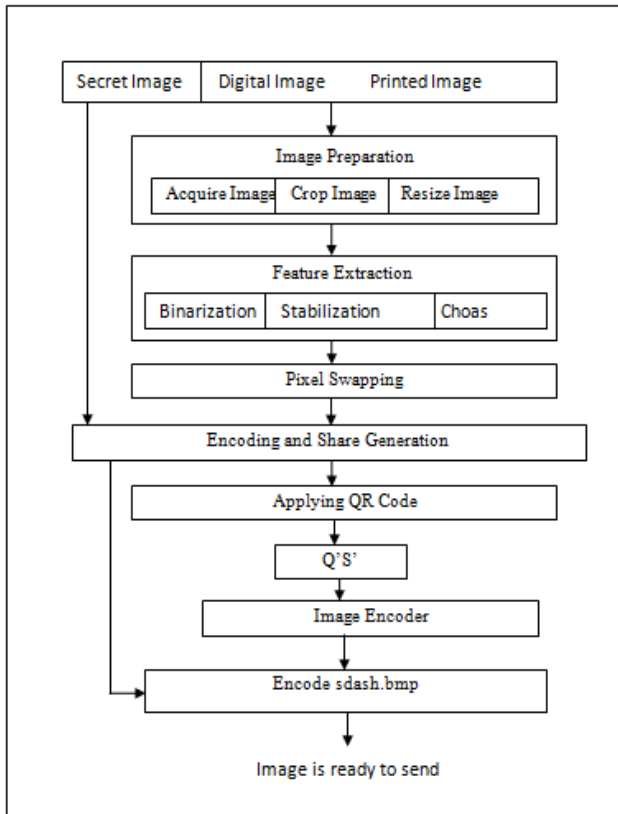 Secret Image Digital Image Printed Image
Image Preparation
Acquire Image Crop Image Resize Image
Feature Extraction
Binarization Stabilization Choas
Pixel Swapping
Encoding and Share Generation
Applying QR Code
Q’S’
Image Encoder
Encode sdash.bmp
Image is ready to send